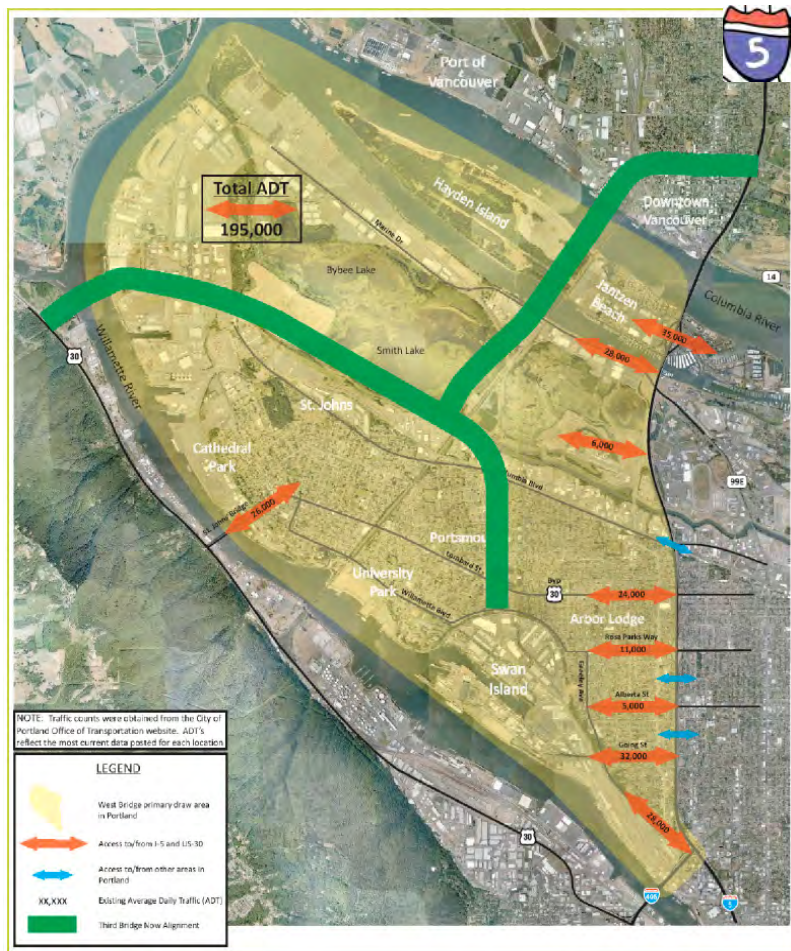 5
Port of
Vancouver
Total ADT
195,000
Hayden Island
Downtown
Vancouver
Marine Dr
Bybee Lake
Jantzen
Beach
14
Columbia River
35,000
28,000
Smith Lake
30
Willamette River
St. Johns
6,000
Cathedral
Park
99E
St. Johns Bridge
26,000
Columbia Blvd
Portsmouth
Lombard St
University
Park
Willamette Blvd
Byp
30
24,000
Arbor Lodge
Rosa Parks Way
11,000
Swan
Island
Greeley Ave
Alberta St
5,000
Going St
32,000
28,000
30
405
5
NOTE: Traffic counts were obtained from the City of
Portland Office of Transportation website. ADT's
reflect the most current data posted for each location
LEGEND
West Bridge primary draw area
in Portland
Access to/from I-5 and US-30
Access to/from other areas in
Portland
XX,XXX Existing Average Daily Traffic (ADT)
Third Bridge Now Alignment